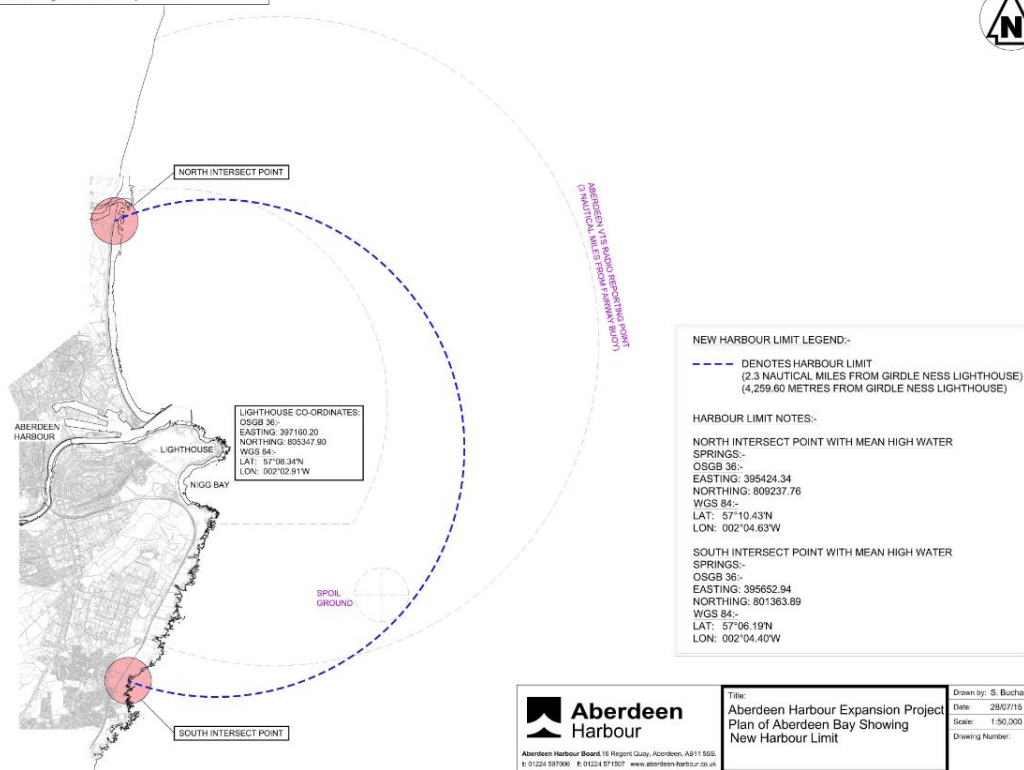 N
NORTH INTERSECT POINT
ABERDEEN VTS RADIO REPORTING POINT
(3 NAUTICAL MILES FROM FAIRWAY BUOY)
ABERDEEN
HARBOUR
LIGHTHOUSE
NIGG BAY
LIGHTHOUSE CO-ORDINATES:
OSGB 36:-
EASTING: 397160.20
NORTHING: 805347.90
WGS 84:-
LAT: 57°08.34'N
LON: 002°02.91'W
SPOIL
GROUND
SOUTH INTERSECT POINT
NEW HARBOUR LIMIT LEGEND:-
DENOTES HARBOUR LIMIT
(2.3 NAUTICAL MILES FROM GIRDLE NESS LIGHTHOUSE)
(4,259.60 METRES FROM GIRDLE NESS LIGHTHOUSE)
HARBOUR LIMIT NOTES:-
NORTH INTERSECT POINT WITH MEAN HIGH WATER
SPRINGS:-
OSGB 36:-
EASTING: 395424.34
NORTHING: 809237.76
WGS 84:-
LAT: 57°10.43'N
LON: 002°04.63'W
SOUTH INTERSECT POINT WITH MEAN HIGH WATER
SPRINGS:-
OSGB 36:-
EASTING: 395652.94
NORTHING: 801363.89
WGS 84:-
LAT: 57°06.19'N
LON: 002°04.40'W
Aberdeen
Harbour
Aberdeen Harbour Board, 16 Regent Quay, Aberdeen, AB11 5SS.
t: 01224 597000 f: 01224 571507 www.aberdeen-harbour.co.uk
Title:
Aberdeen Harbour Expansion Project
Plan of Aberdeen Bay Showing
New Harbour Limit
Drawn by: S. Bucha
Date: 28/07/15
Scale: 1:50,000
Drawing Number: